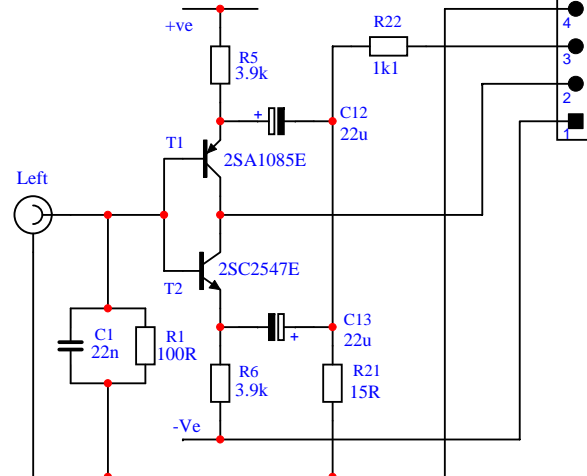 +ve
R22
4
R5
3.9k
1k1
3
2
+
C12
22u
1
T1
2SA1085E
Left
2SC2547E
T2
C1
22n
R1
100R
+
C13
22u
R6
3.9k
R21
15R
-Ve